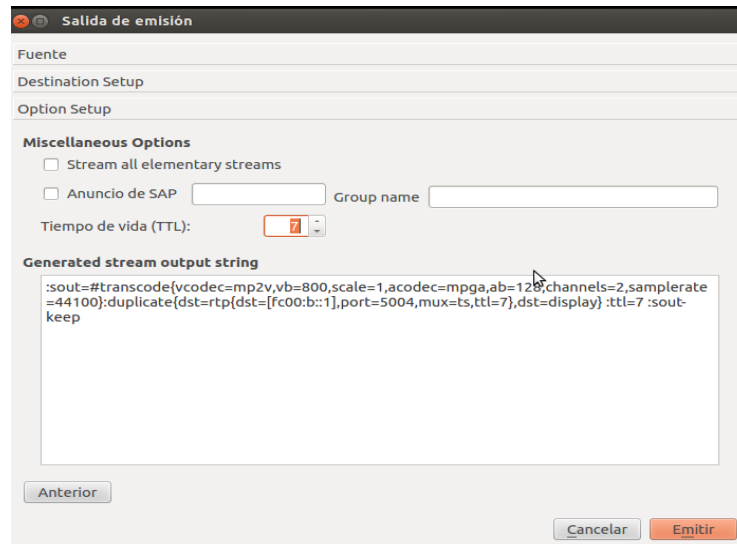 Salida de emisión
Fuente
Destination Setup
Option Setup
Miscellaneous Options
Stream all elementary streams
Anuncio de SAP
Group name
Tiempo de vida (TTL):
7
Generated stream output string
:sout=#transcode{vcodec=mp2v,vb=800,scale=1,acodec=mpga,ab=128,channels=2,samplerate
=44100}:duplicate{dst=rtp{dst=[fc00:b::1],port=5004,mux=ts,ttl=7},dst=display} :ttl=7 :sout-
keep
Anterior
Cancelar
Emitir